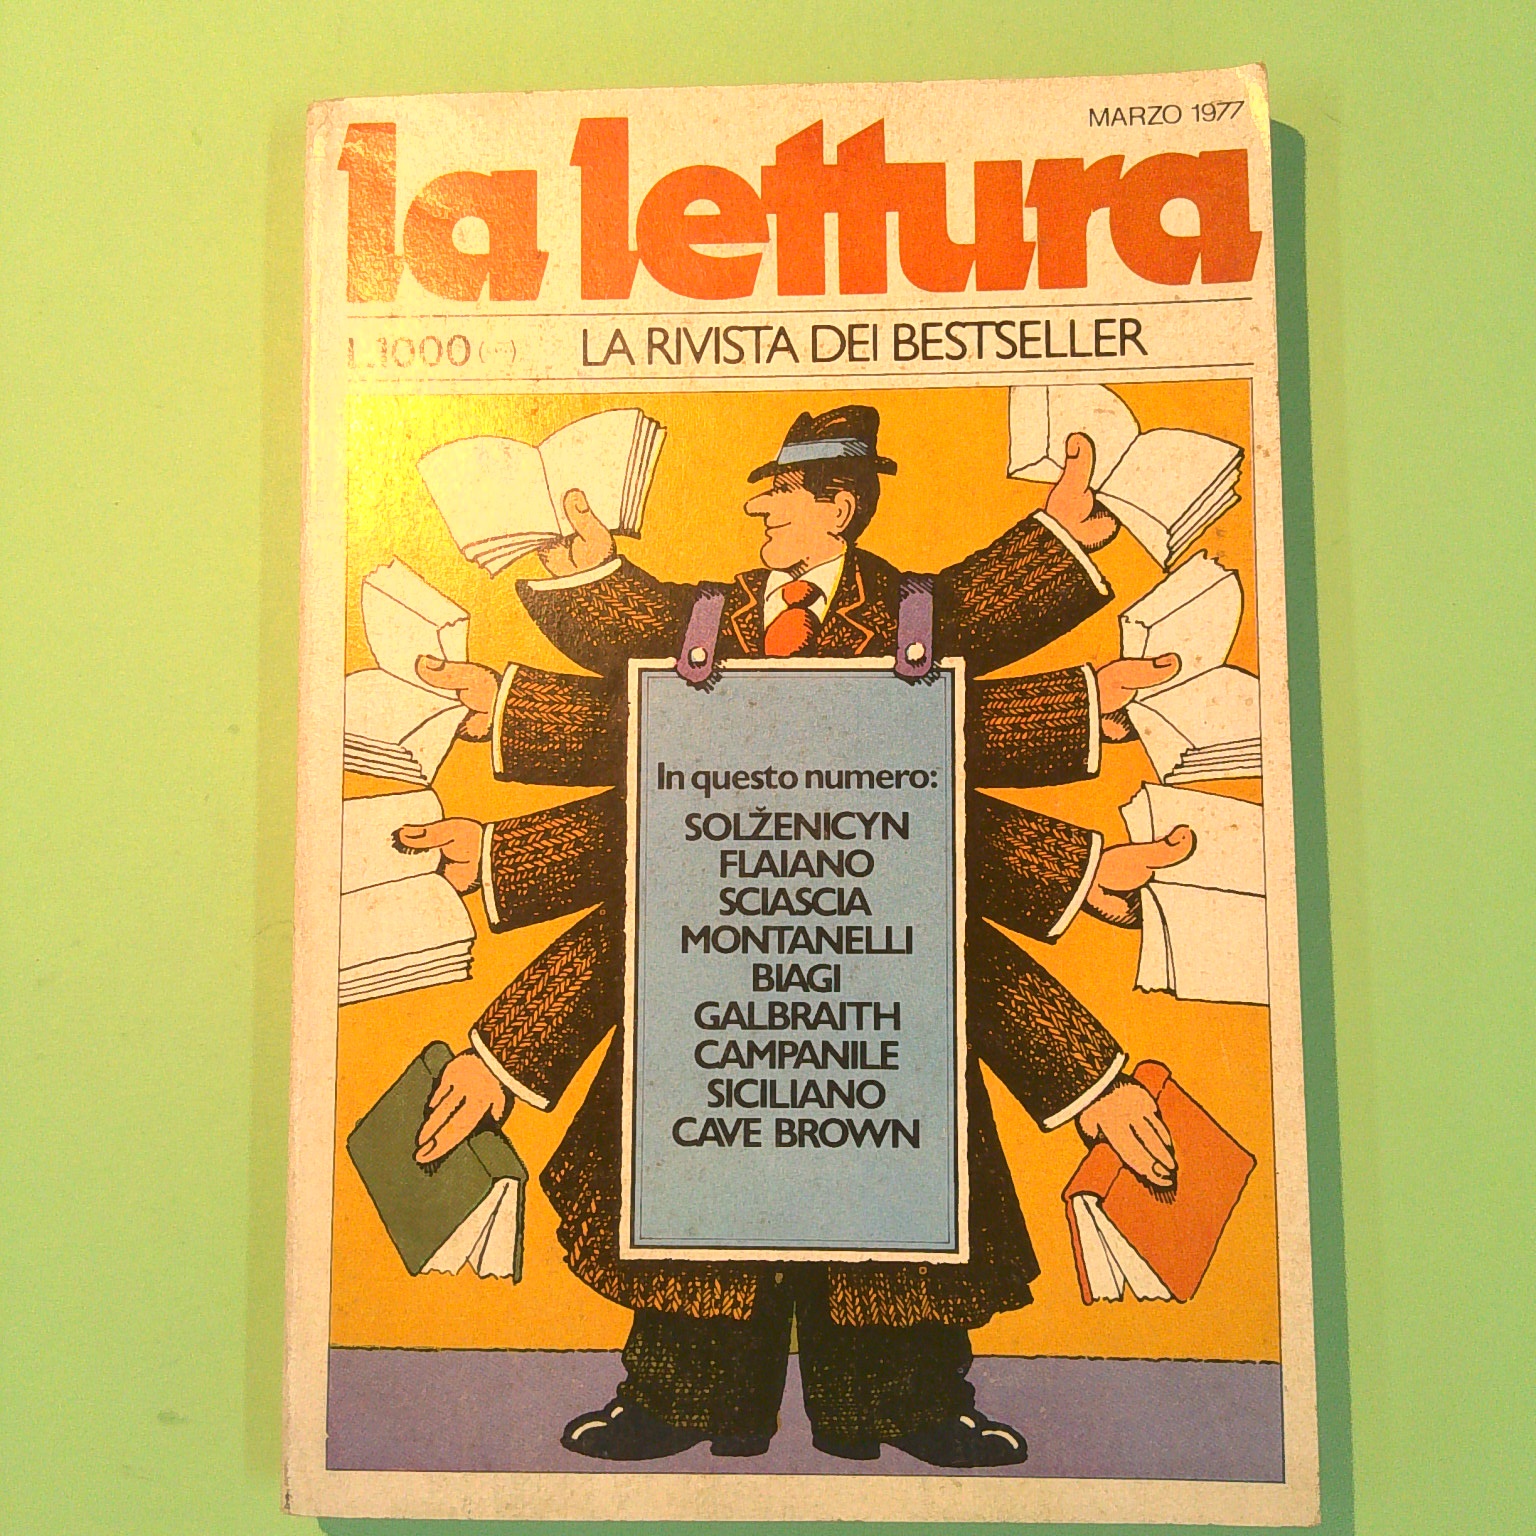 MARZO 1977
la lettura
L.1000
LA RIVISTA DEI BESTSELLER
In questo numero:
SOLŽENICYN
FLAIANO
SCIASCIA
MONTANELLI
BIAGI
GALBRAITH
CAMPANILE
SICILIANO
CAVE BROWN